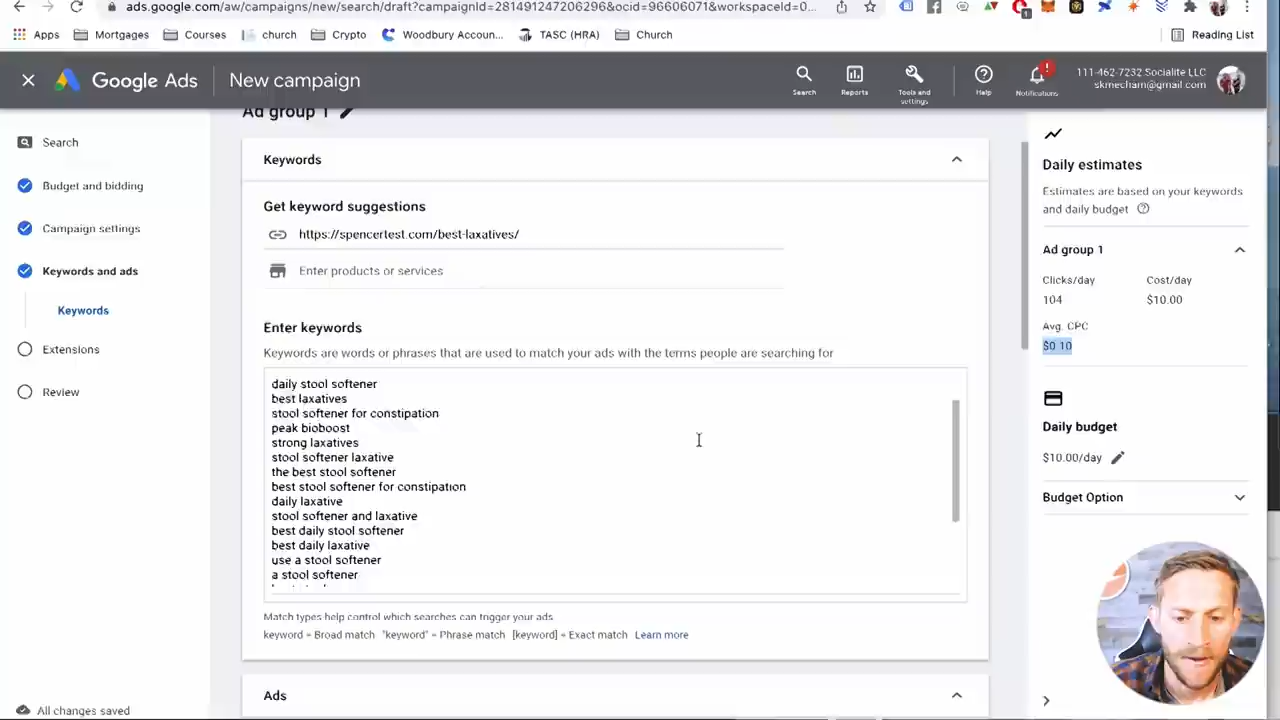 ads.google.com/aw/campaigns/new/search/draft?campaignId=281491247206296&ocid=96606071&workspaceId=0...
Apps Mortgages Courses church Crypto Woodbury Accoun... TASC (HRA) Church Reading List
Google Ads New campaign
Search Reports Tools and settings Help Notifications
111-462-7232 Socialite LLC
skmecham@gmail.com
Search
Budget and bidding
Campaign settings
Keywords and ads
Keywords
Extensions
Review
All changes saved
Ad group 1
Keywords
Get keyword suggestions
https://spencertest.com/best-laxatives/
Enter products or services
Enter keywords
Keywords are words or phrases that are used to match your ads with the terms people are searching for
daily stool softener
best laxatives
stool softener for constipation
peak bioboost
strong laxatives
stool softener laxative
the best stool softener
best stool softener for constipation
daily laxative
stool softener and laxative
best daily stool softener
best daily laxative
use a stool softener
a stool softener
Match types help control which searches can trigger your ads
keyword = Broad match "keyword" = Phrase match [keyword] = Exact match Learn more
Ads
Daily estimates
Estimates are based on your keywords
and daily budget
Ad group 1
Clicks/day Cost/day
104 $10.00
Avg. CPC
$0.10
Daily budget
$10.00/day
Budget Option